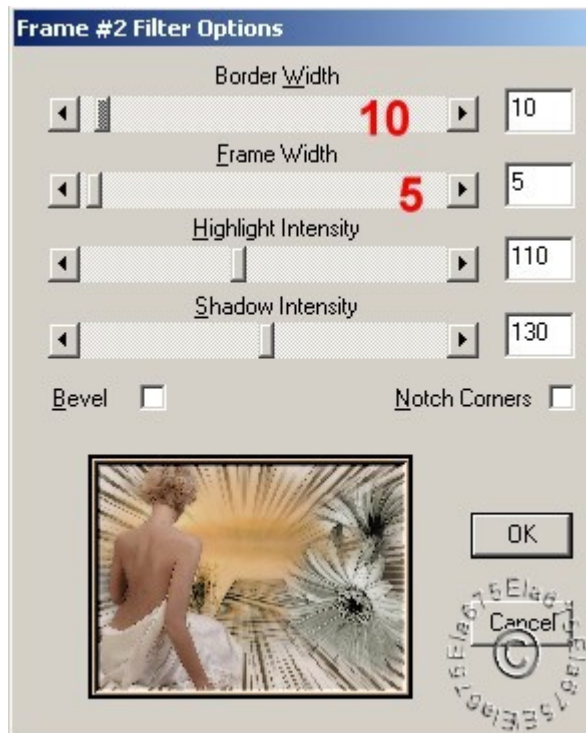 Frame #2 Filter Options
Border Width
10
10
Frame Width
5
5
Highlight Intensity
110
Shadow Intensity
130
Bevel
Notch Corners
OK
Cancel
©
Ela675Ela675Ela675